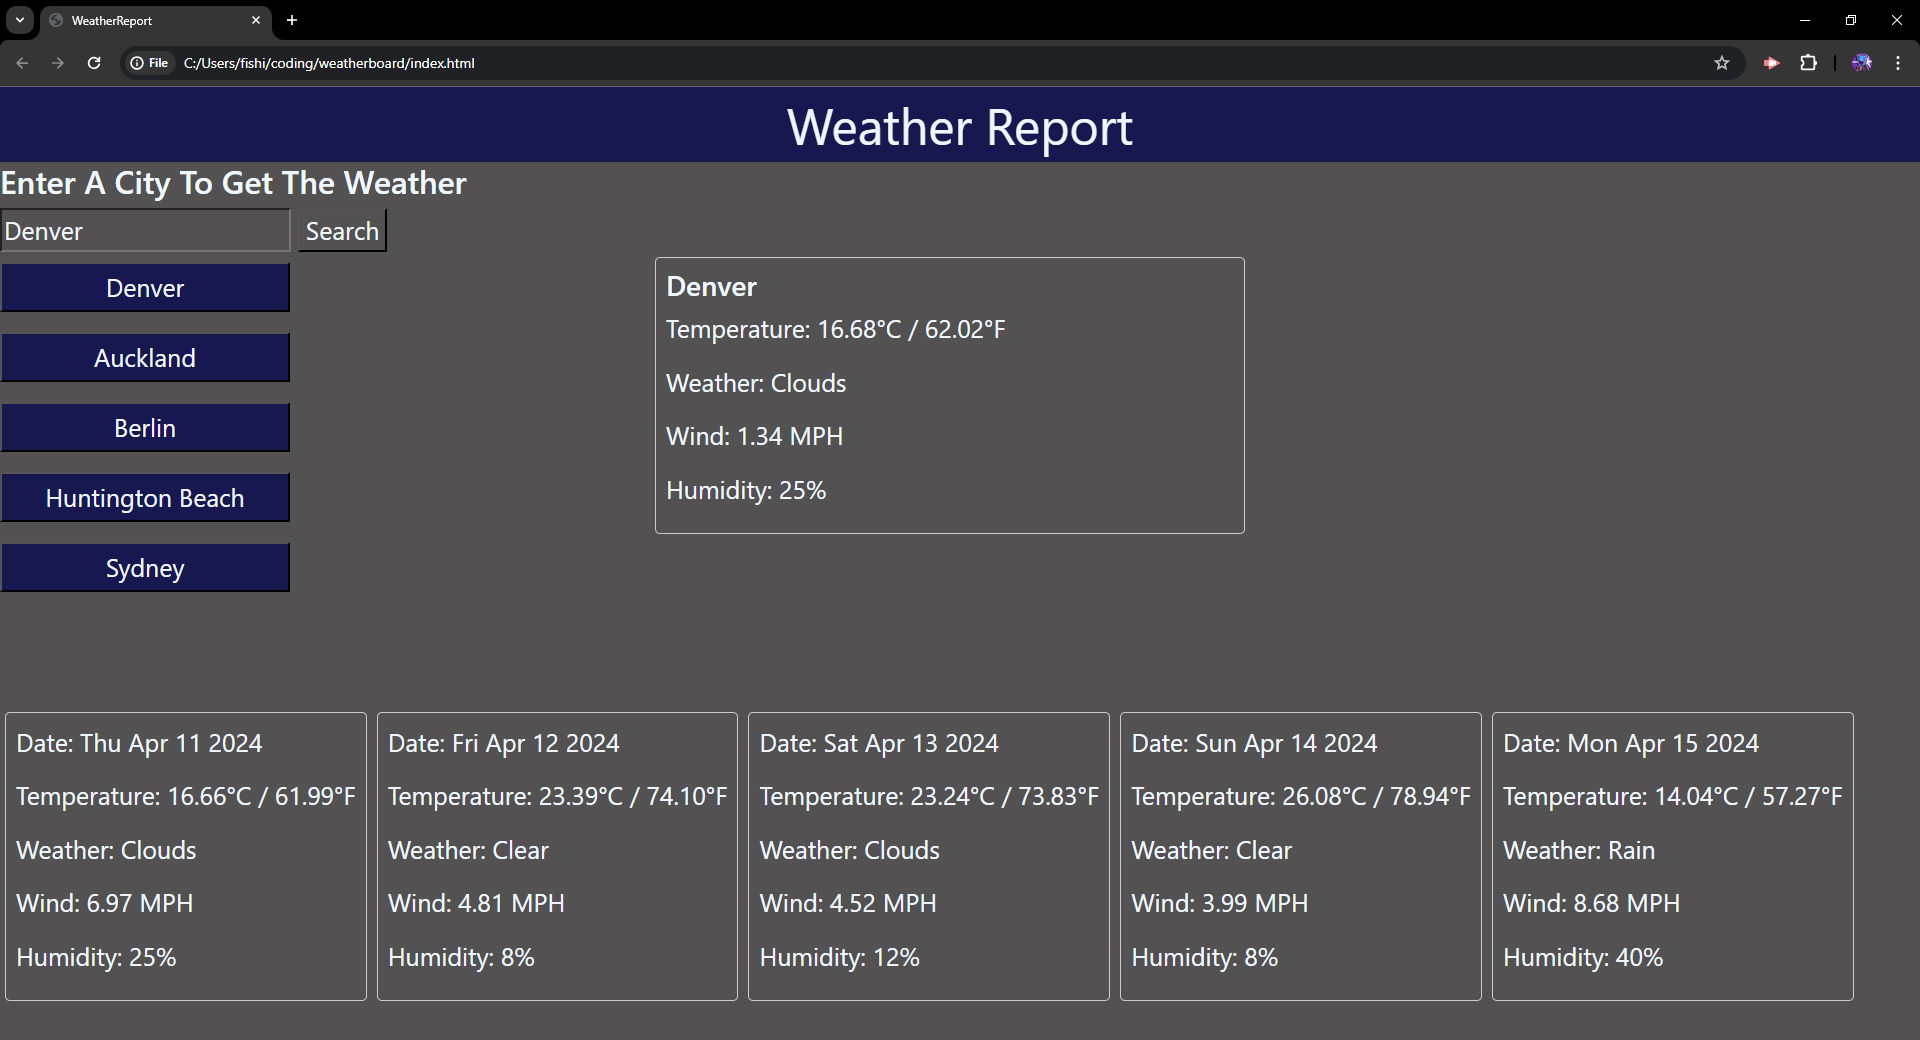 WeatherReport
File C:/Users/fishi/coding/weatherboard/index.html
Weather Report
Enter A City To Get The Weather
Denver Search
Denver
Auckland
Berlin
Huntington Beach
Sydney
Denver
Temperature: 16.68°C / 62.02°F
Weather: Clouds
Wind: 1.34 MPH
Humidity: 25%
Date: Thu Apr 11 2024
Temperature: 16.66°C / 61.99°F
Weather: Clouds
Wind: 6.97 MPH
Humidity: 25%
Date: Fri Apr 12 2024
Temperature: 23.39°C / 74.10°F
Weather: Clear
Wind: 4.81 MPH
Humidity: 8%
Date: Sat Apr 13 2024
Temperature: 23.24°C / 73.83°F
Weather: Clouds
Wind: 4.52 MPH
Humidity: 12%
Date: Sun Apr 14 2024
Temperature: 26.08°C / 78.94°F
Weather: Clear
Wind: 3.99 MPH
Humidity: 8%
Date: Mon Apr 15 2024
Temperature: 14.04°C / 57.27°F
Weather: Rain
Wind: 8.68 MPH
Humidity: 40%